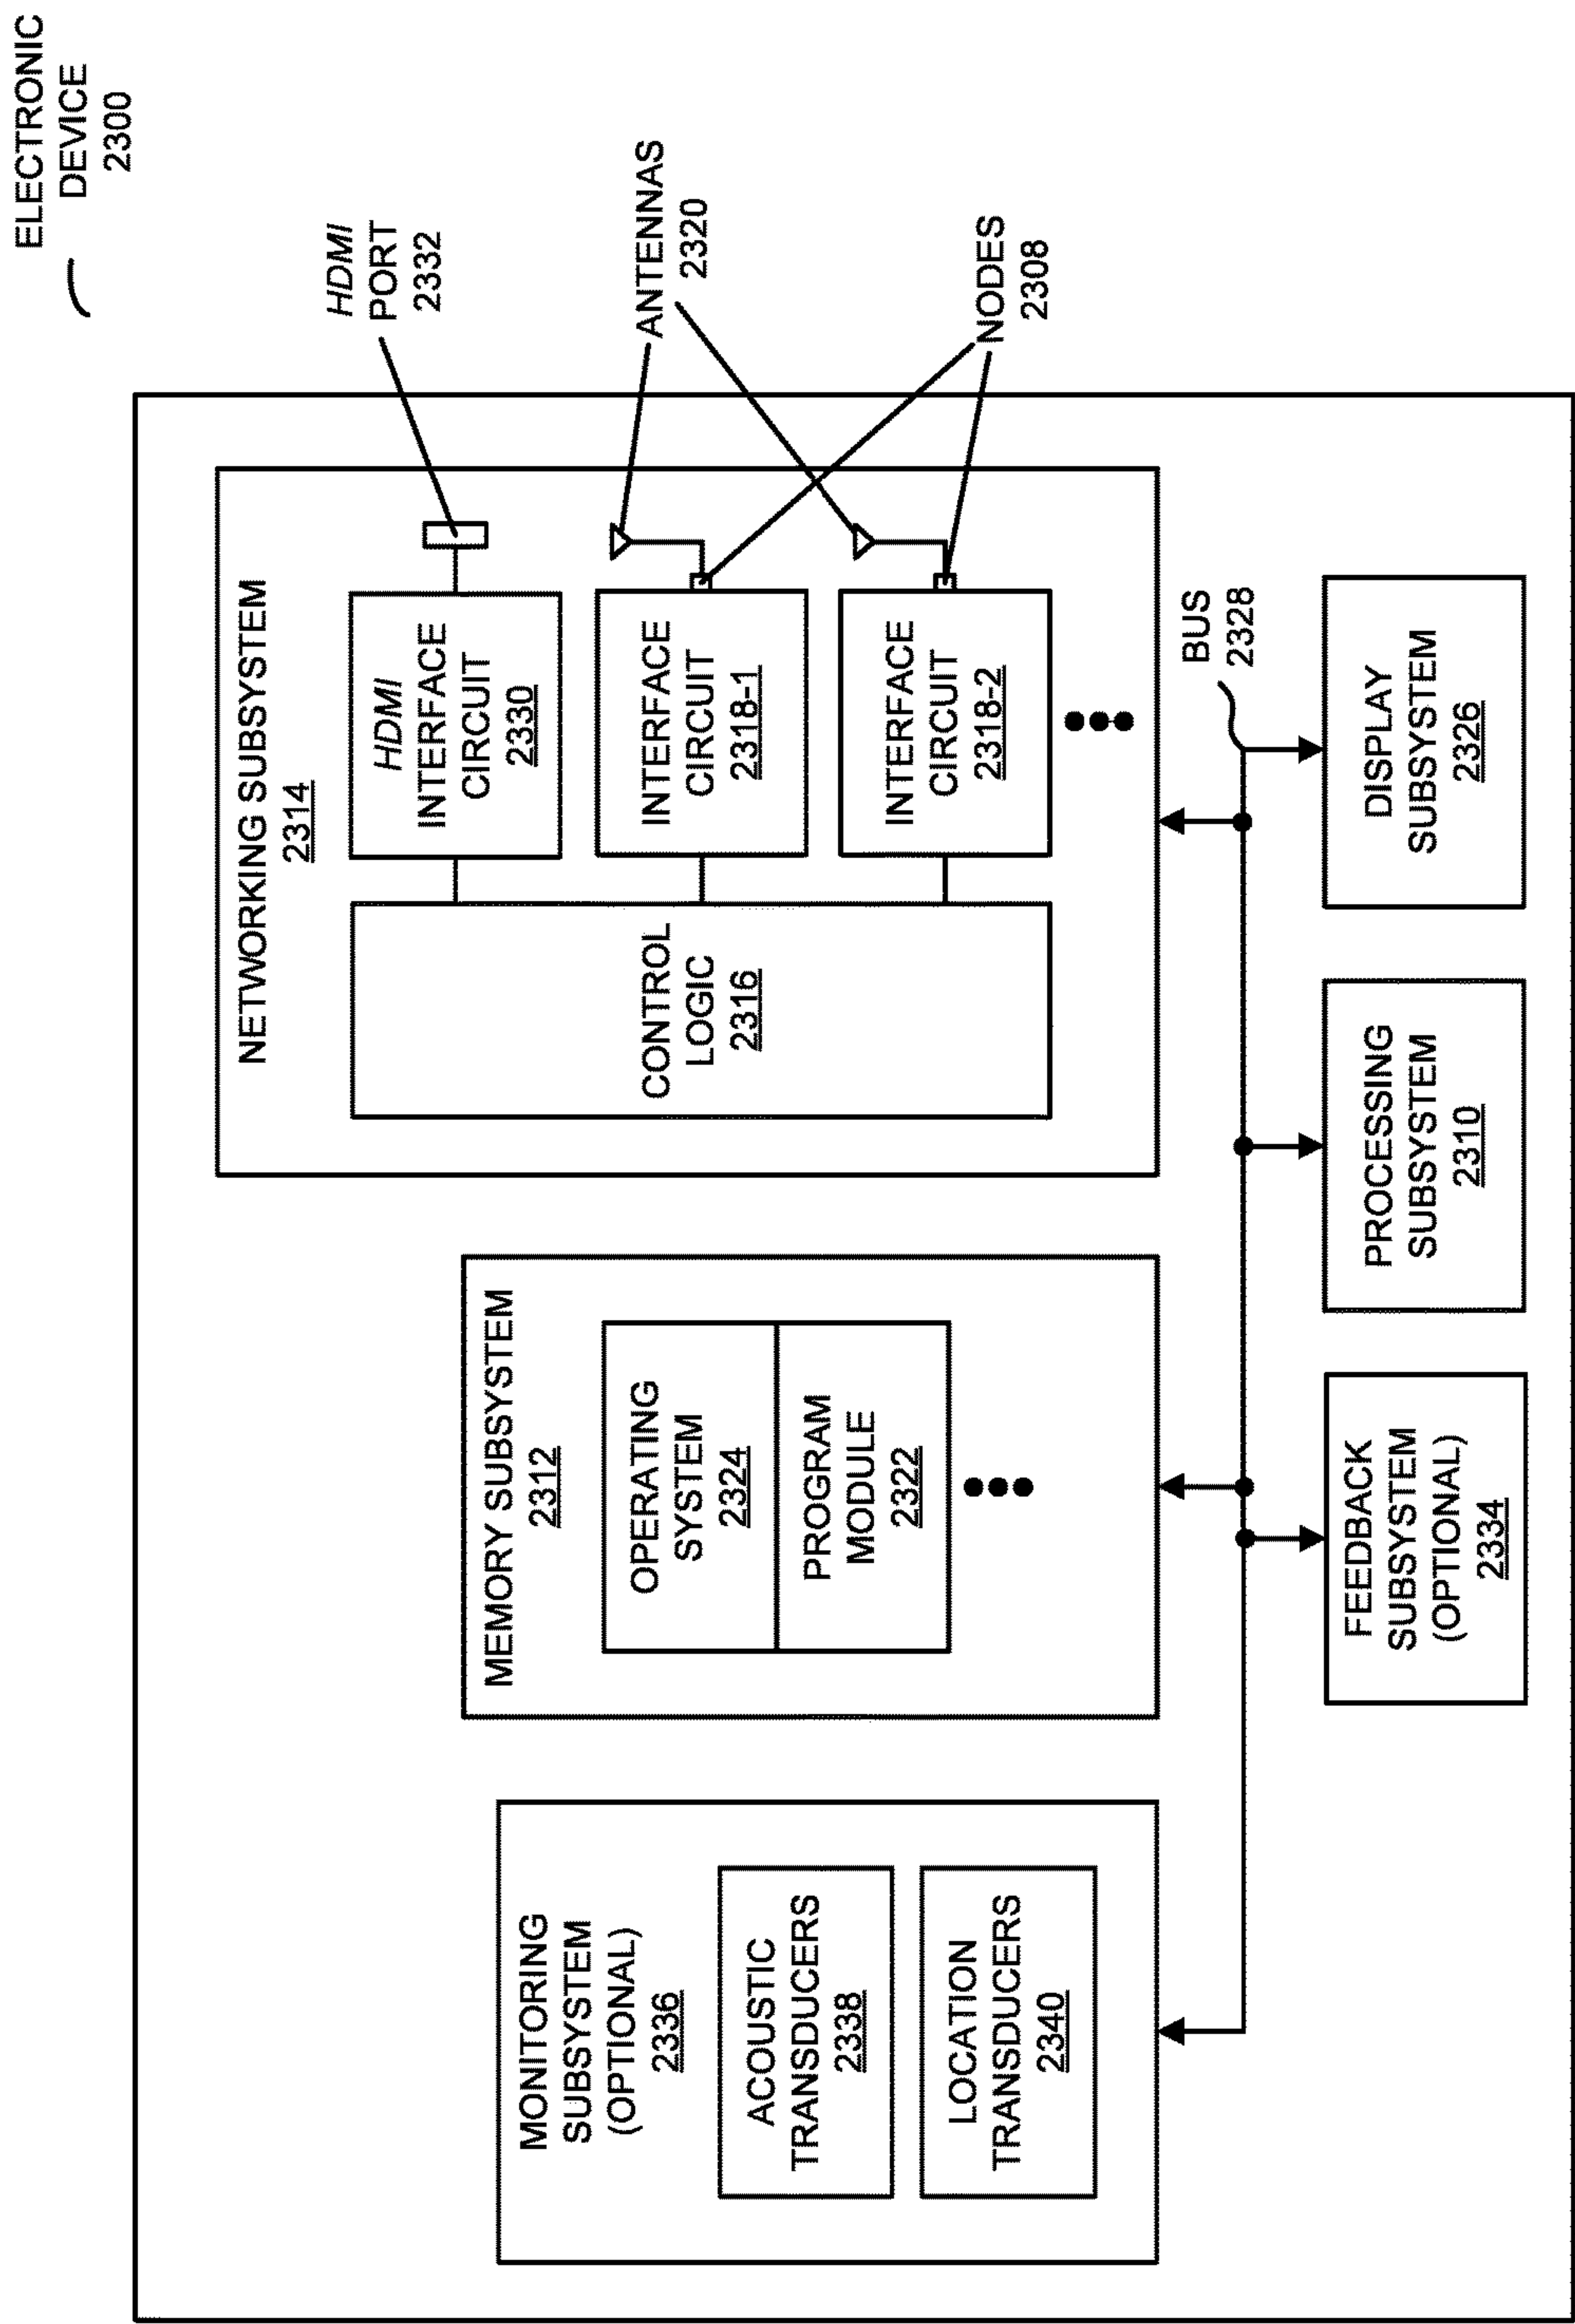 ELECTRONIC
DEVICE
2300
MONITORING
SUBSYSTEM
(OPTIONAL)
2336
ACOUSTIC
TRANSDUCERS
2338
LOCATION
TRANSDUCERS
2340
MEMORY SUBSYSTEM
2312
OPERATING
SYSTEM
2324
PROGRAM
MODULE
2322
NETWORKING SUBSYSTEM
2314
CONTROL
LOGIC
2316
HDMI
INTERFACE
CIRCUIT
2330
INTERFACE
CIRCUIT
2318-1
INTERFACE
CIRCUIT
2318-2
HDMI
PORT
2332
ANTENNAS
2320
NODES
2308
BUS
2328
FEEDBACK
SUBSYSTEM
(OPTIONAL)
2334
PROCESSING
SUBSYSTEM
2310
DISPLAY
SUBSYSTEM
2326